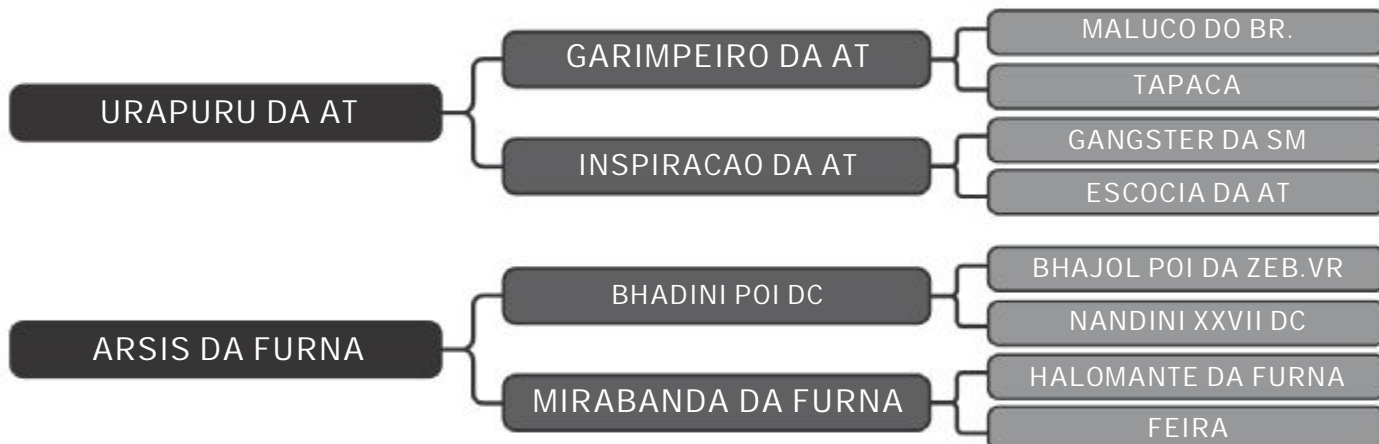 MALUCO DO BR.
GARIMPEIRO DA AT
TAPACA
URAPURU DA AT
GANGSTER DA SM
INSPIRACAO DA AT
ESCOCIA DA AT
BHAJOL POI DA ZEB.VR
BHADINI POI DC
NANDINI XXVII DC
ARSIS DA FURNA
HALOMANTE DA FURNA
MIRABANDA DA FURNA
FEIRA